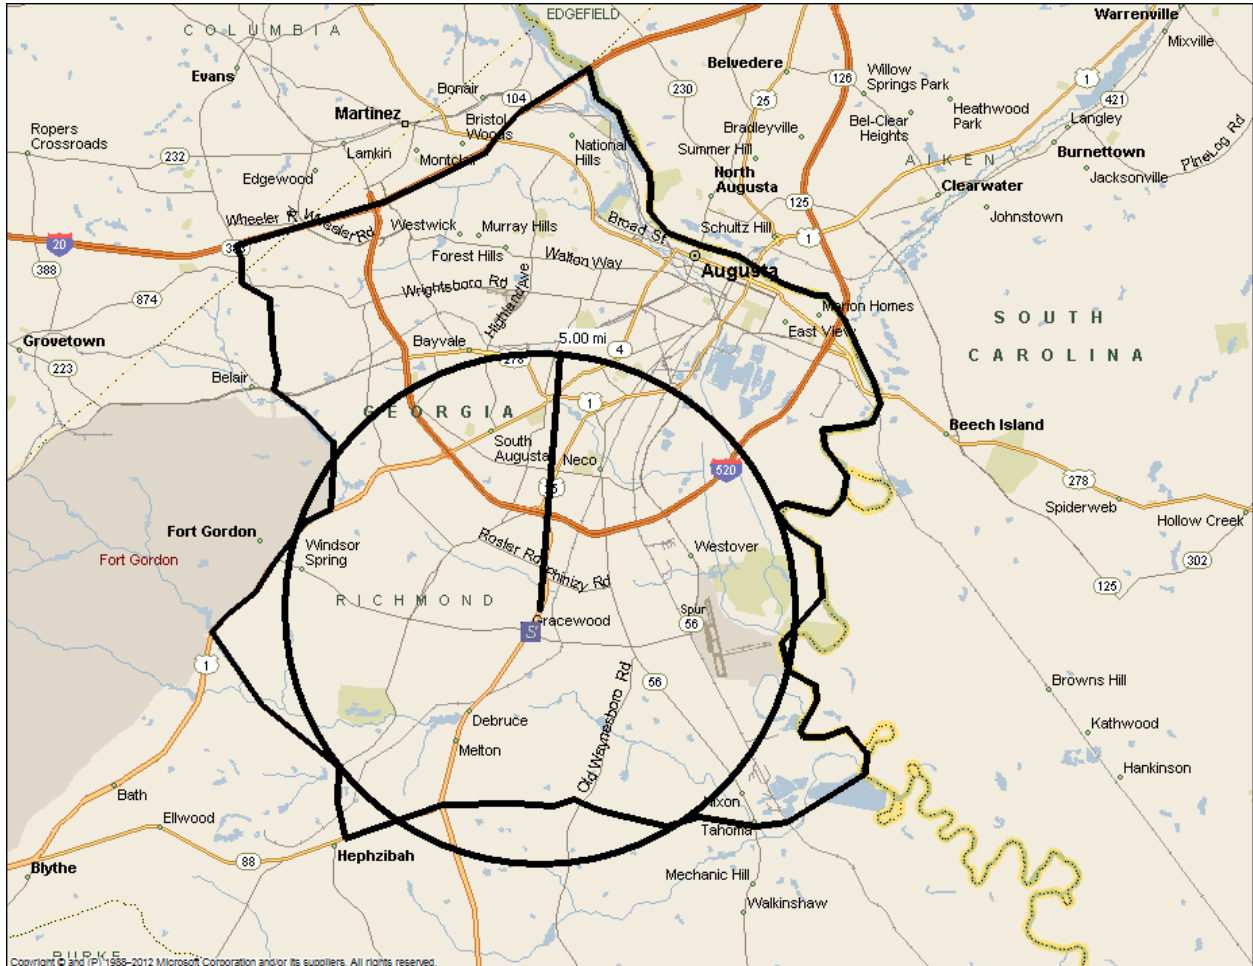 EDGEFIELD
COLUMBIA
Warrenville
Mixville
Evans
Belvedere
126
Willow
Springs Park
1
Bonair
104
230
25
Heathwood
Park
421
Martinez
Bristol
Woods
Bel-Clear
Heights
Langley
Ropers
Crossroads
Bradleyville
National
Hills
PineLog Rd
232
Lamkin
Montclair
Summer Hill
AIKEN
Burnettown
Edgewood
North
Augusta
Clearwater
Jacksonville
125
Wheeler R
Wheeler Rd
Westwick
Murray Hills
Broad St
Schultz Hill
1
Johnstown
20
388
Forest Hills
Walton Way
Augusta
388
Wrightsboro Rd
Highland Ave
874
Marion Homes
SOUTH
East View
5.00 mi
Grovetown
Bayvale
278
4
CAROLINA
223
Belair
GEORGIA
1
South
Augusta
Beech Island
Neco
520
278
25
Spiderweb
Hollow Creek
Fort Gordon
Windsor
Spring
Rosier Rd
Phinizy Rd
Westover
Fort Gordon
302
125
RICHMOND
Spur
56
Gracewood
S
1
Old Waynesboro Rd
56
Browns Hill
Debruce
Kathwood
Melton
Hankinson
Bath
Nixon
Ellwood
Tahoma
88
Hephzibah
Blythe
Mechanic Hill
Walkinshaw
BURKE
Copyright © and (P) 1988–2012 Microsoft Corporation and/or its suppliers. All rights reserved.